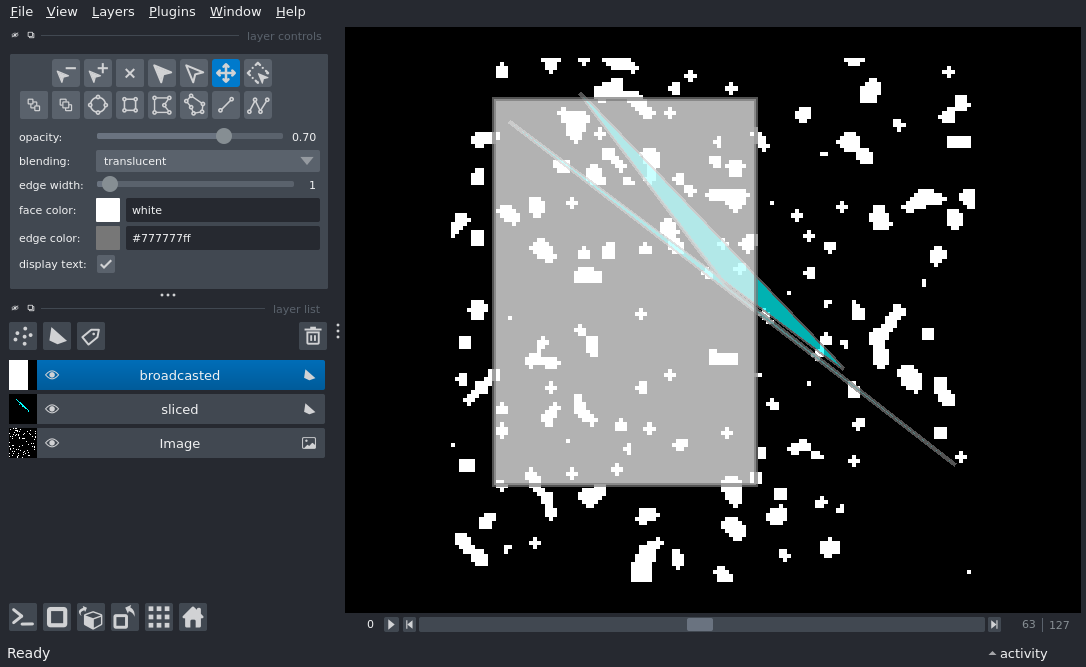 File View Layers Plugins Window Help
layer controls
opacity: 0.70
blending: translucent
edge width: 1
face color: white
edge color: #777777ff
display text:
layer list
broadcasted
sliced
Image
0 63 127
Ready activity